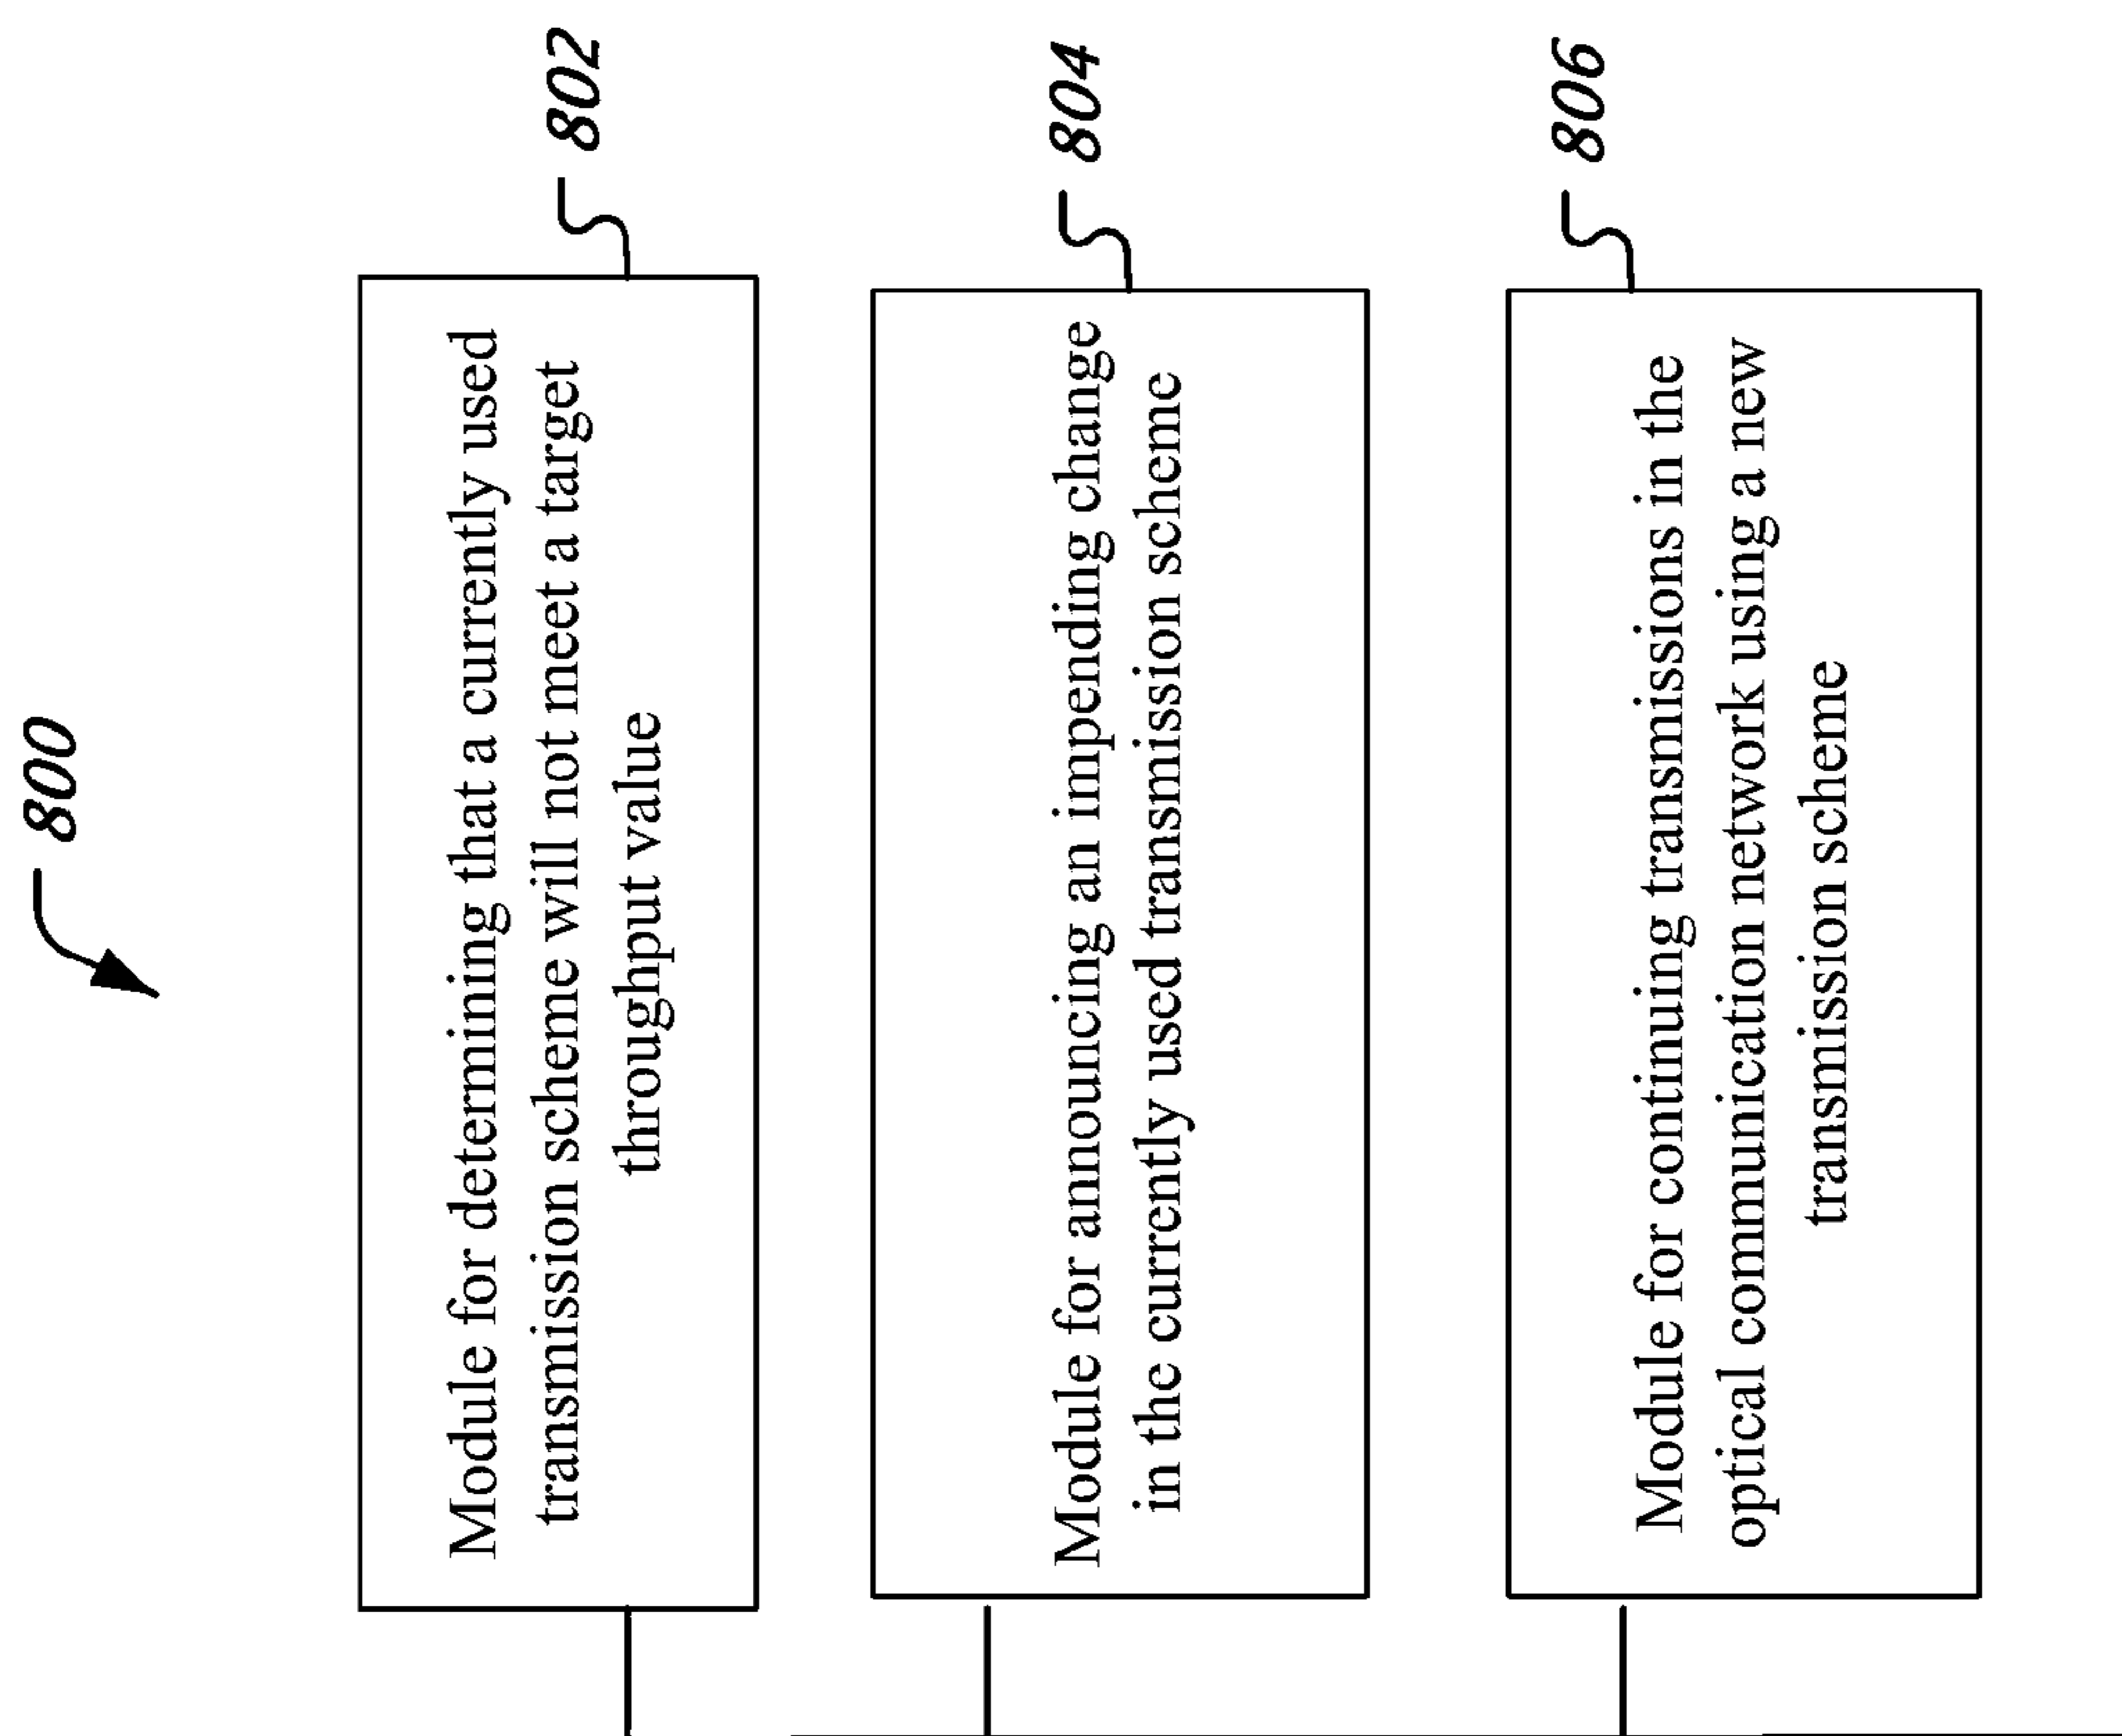 800
Module for determining that a currently used
transmission scheme will not meet a target
throughput value
802
Module for announcing an impending change
in the currently used transmission scheme
804
Module for continuing transmissions in the
optical communication network using a new
transmission scheme
806